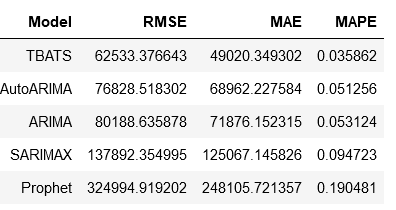 Model RMSE MAE MAPE
TBATS 62533.376643 49020.349302 0.035862
AutoARIMA 76828.518302 68962.227584 0.051256
ARIMA 80188.635878 71876.152315 0.053124
SARIMAX 137892.354995 125067.145826 0.094723
Prophet 324994.919202 248105.721357 0.190481